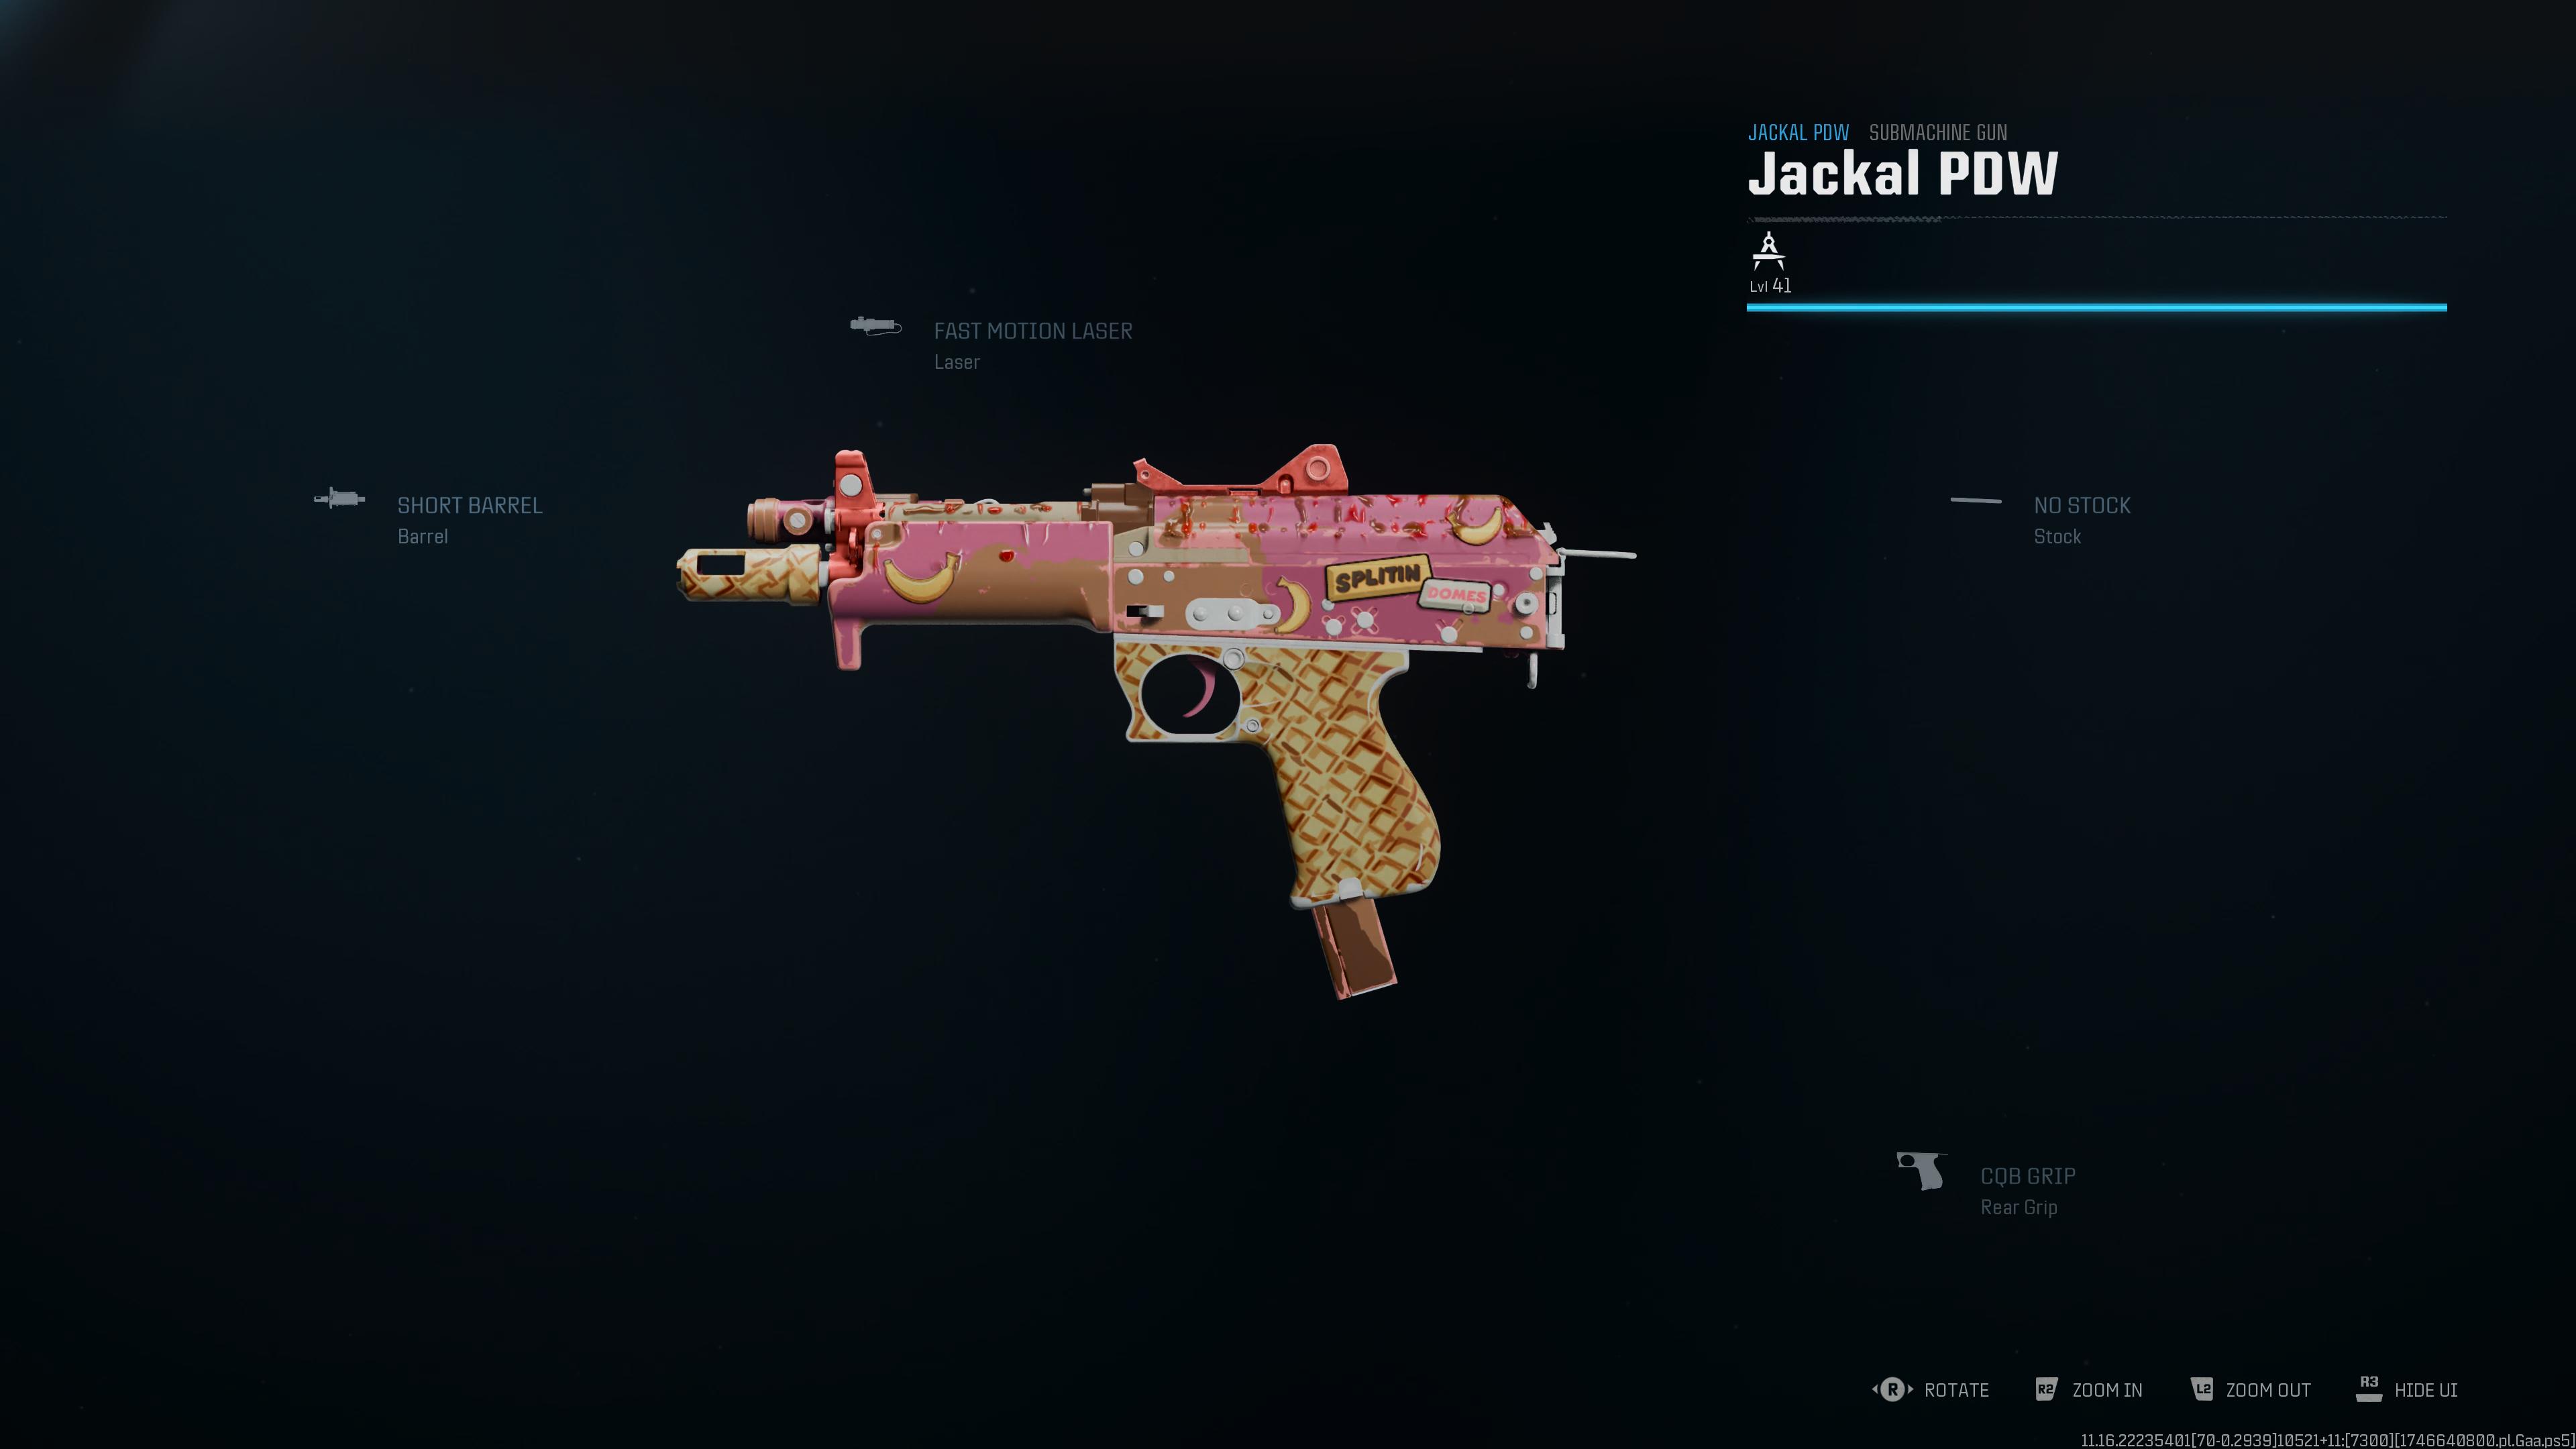 JACKAL PDW SUBMACHINE GUN
Jackal PDW
Lvl 41
FAST MOTION LASER
Laser
SHORT BARREL
Barrel
NO STOCK
Stock
SPLITIN
DOMES
CQB GRIP
Rear Grip
R ROTATE R2 ZOOM IN L2 ZOOM OUT R3 HIDE UI
11.16.22235401[70-0.2939]10521+11:[7300][1746640800.pl.Gaa.ps5]